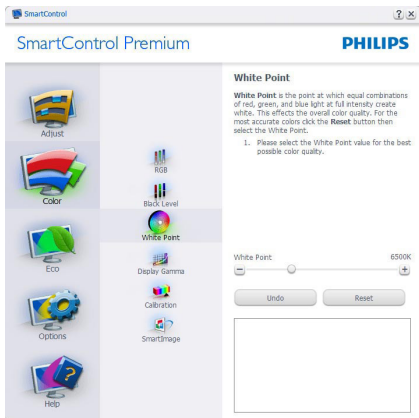 SmartControl
? ×
SmartControl Premium
PHILIPS
Adjust
Color
Eco
Options
Help
RGB
Black Level
White Point
Display Gamma
Calibration
SmartImage
White Point
White Point is the point at which equal combinations
of red, green, and blue light at full intensity create
white. This effects the overall color quality. For the
most accurate colors click the Reset button then
select the White Point.
1. Please select the White Point value for the best
possible color quality.
White Point 6500K
− +
Undo Reset